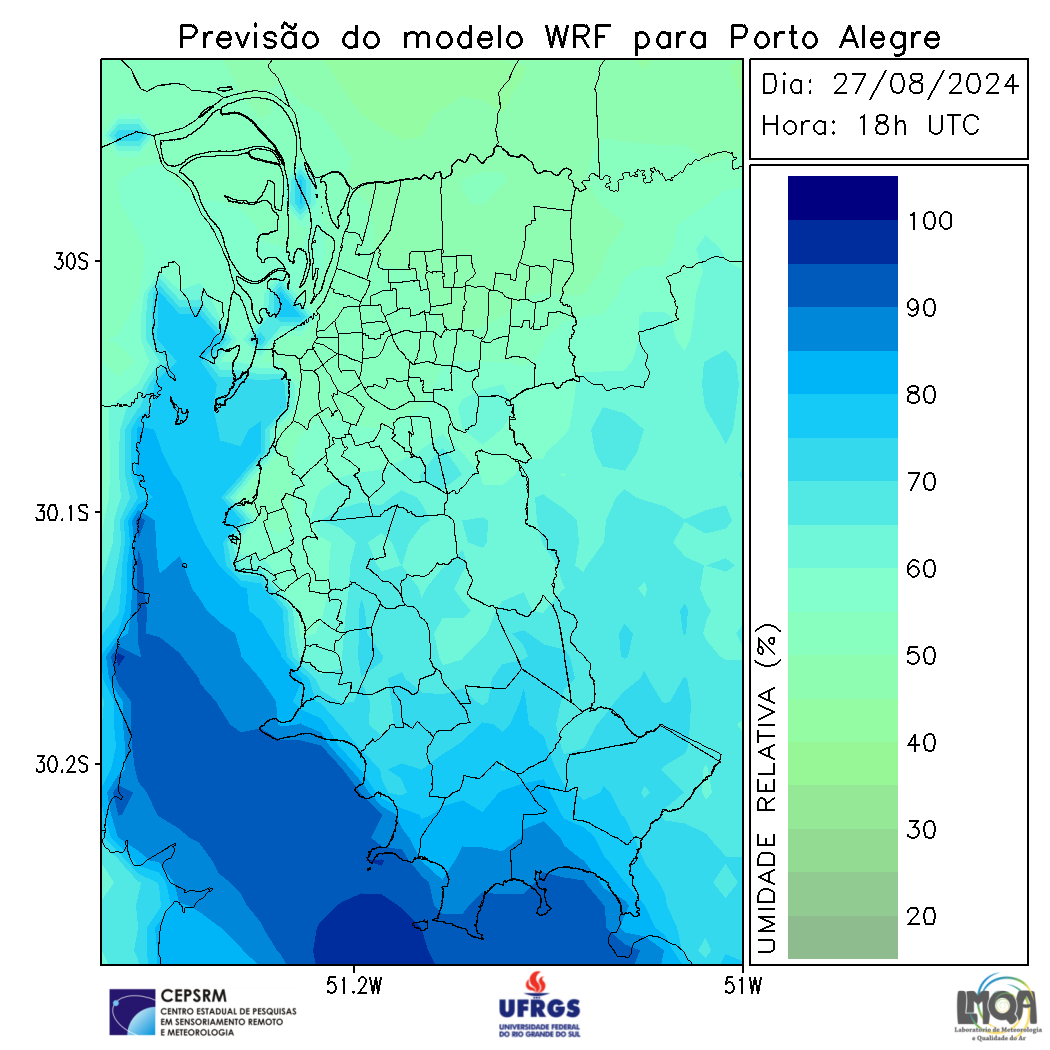 Previsão do modelo WRF para Porto Alegre
Dia: 27/08/2024
Hora: 18h UTC
30S
30.1S
30.2S
51.2W
51W
UMIDADE RELATIVA (%)
100
90
80
70
60
50
40
30
20
CEPSRM
CENTRO ESTADUAL DE PESQUISAS
EM SENSORIAMENTO REMOTO
E METEOROLOGIA
UFRGS
UNIVERSIDADE FEDERAL
DO RIO GRANDE DO SUL
LMQA
Laboratório de Meteorologia
e Qualidade do Ar